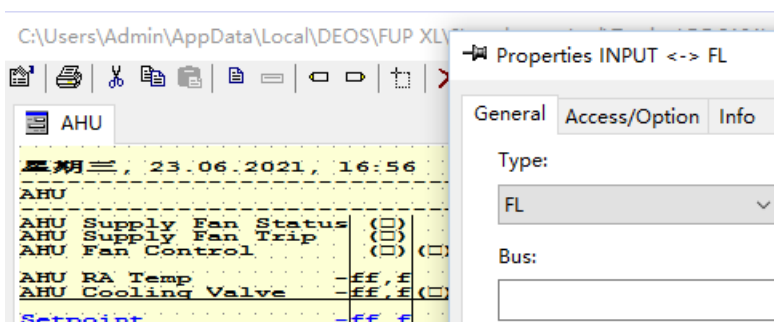 C:\Users\Admin\AppData\Local\DEOS\FUP XL\
Properties INPUT <-> FL
AHU
General Access/Option Info
星期三, 23.06.2021, 16:56
Type:
AHU
FL
AHU Supply Fan Status (□)
AHU Supply Fan Trip (□)
AHU Fan Control (□) (□)
Bus:
AHU RA Temp -ff,f
AHU Cooling Valve -ff,f(□)
Setpoint -ff,f